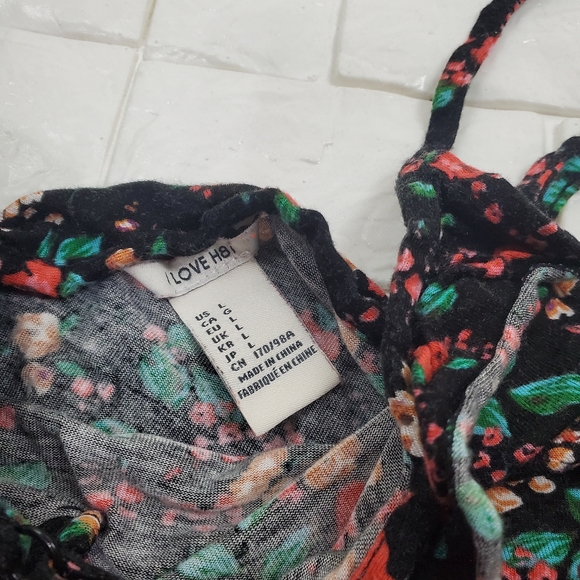 I LOVE H81
US L
CA G
EU L
UK L
KR L
JP L
CN 170/98A
MADE IN CHINA
FABRIQUÉ EN CHINE